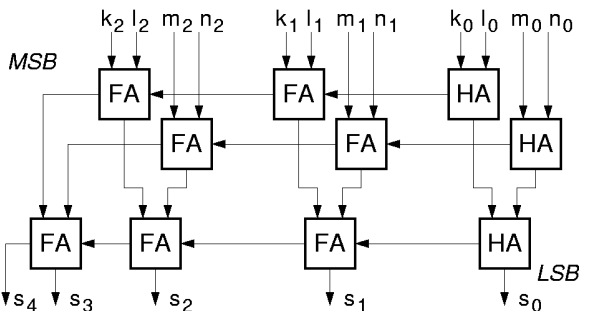 k₂ l₂ m₂ n₂ k₁ l₁ m₁ n₁ k₀ l₀ m₀ n₀
MSB
FA FA HA
FA FA HA
FA FA FA HA
LSB
s₄ s₃ s₂ s₁ s₀